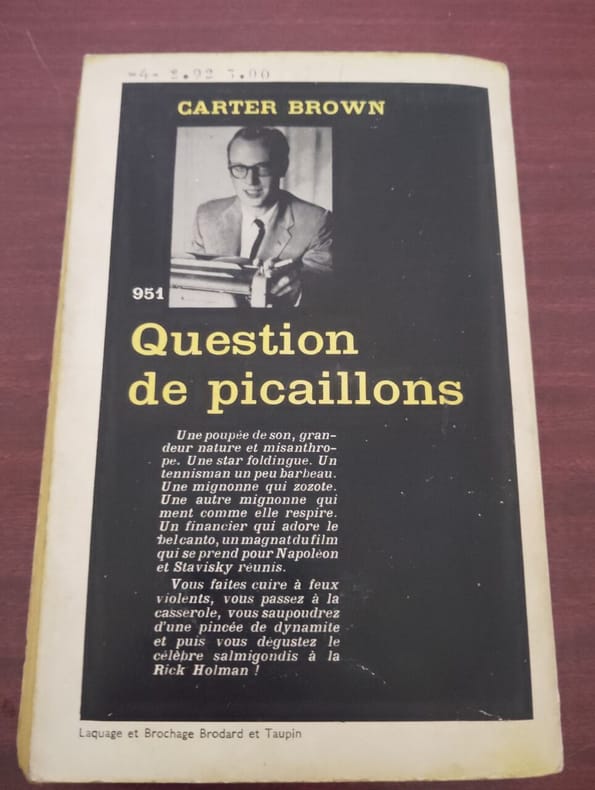 -4- 2.92 3.00
CARTER BROWN
951
Question
de picaillons
Une poupée de son, gran-
deur nature et misanthro-
pe. Une star foldingue. Un
tennisman un peu barbeau.
Une mignonne qui zozote.
Une autre mignonne qui
ment comme elle respire.
Un financier qui adore le
bel canto, un magnat du film
qui se prend pour Napoléon
et Stavisky réunis.
Vous faites cuire à feux
violents, vous passez à la
casserole, vous saupoudrez
d'une pincée de dynamite
et puis vous dégustez le
célèbre salmigondis à la
Rick Holman !
Laquage et Brochage Brodard et Taupin